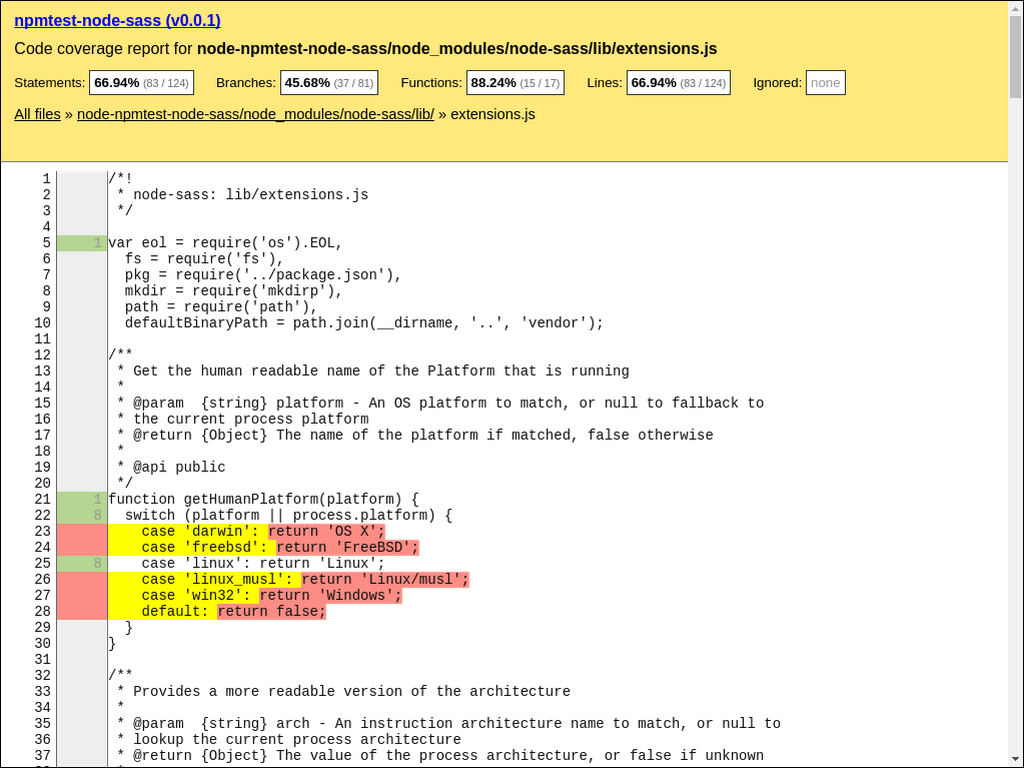 npmtest-node-sass (v0.0.1)
Code coverage report for node-npmtest-node-sass/node_modules/node-sass/lib/extensions.js
Statements: 66.94% (83 / 124) Branches: 45.68% (37 / 81) Functions: 88.24% (15 / 17) Lines: 66.94% (83 / 124) Ignored: none
All files » node-npmtest-node-sass/node_modules/node-sass/lib/ » extensions.js
1 /*!
2  * node-sass: lib/extensions.js
3  */
4
5 1 var eol = require('os').EOL,
6   fs = require('fs'),
7   pkg = require('../package.json'),
8   mkdir = require('mkdirp'),
9   path = require('path'),
10   defaultBinaryPath = path.join(__dirname, '..', 'vendor');
11
12 /**
13  * Get the human readable name of the Platform that is running
14  *
15  * @param  {string} platform - An OS platform to match, or null to fallback to
16  * the current process platform
17  * @return {Object} The name of the platform if matched, false otherwise
18  *
19  * @api public
20  */
21 1 function getHumanPlatform(platform) {
22 8   switch (platform || process.platform) {
23     case 'darwin': return 'OS X';
24     case 'freebsd': return 'FreeBSD';
25 8     case 'linux': return 'Linux';
26     case 'linux_musl': return 'Linux/musl';
27     case 'win32': return 'Windows';
28     default: return false;
29   }
30 }
31
32 /**
33  * Provides a more readable version of the architecture
34  *
35  * @param  {string} arch - An instruction architecture name to match, or null to
36  * lookup the current process architecture
37  * @return {Object} The value of the process architecture, or false if unknown